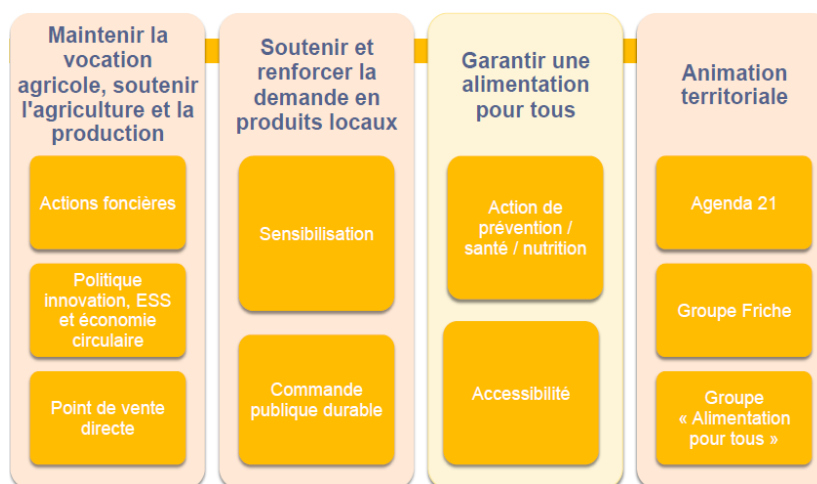 Maintenir la
vocation
agricole, soutenir
l'agriculture et la
production
Actions foncières
Politique
innovation, ESS
et économie
circulaire
Point de vente
directe
Soutenir et
renforcer la
demande en
produits locaux
Sensibilisation
Commande
publique durable
Garantir une
alimentation
pour tous
Action de
prévention /
santé / nutrition
Accessibilité
Animation
territoriale
Agenda 21
Groupe Friche
Groupe
« Alimentation
pour tous »